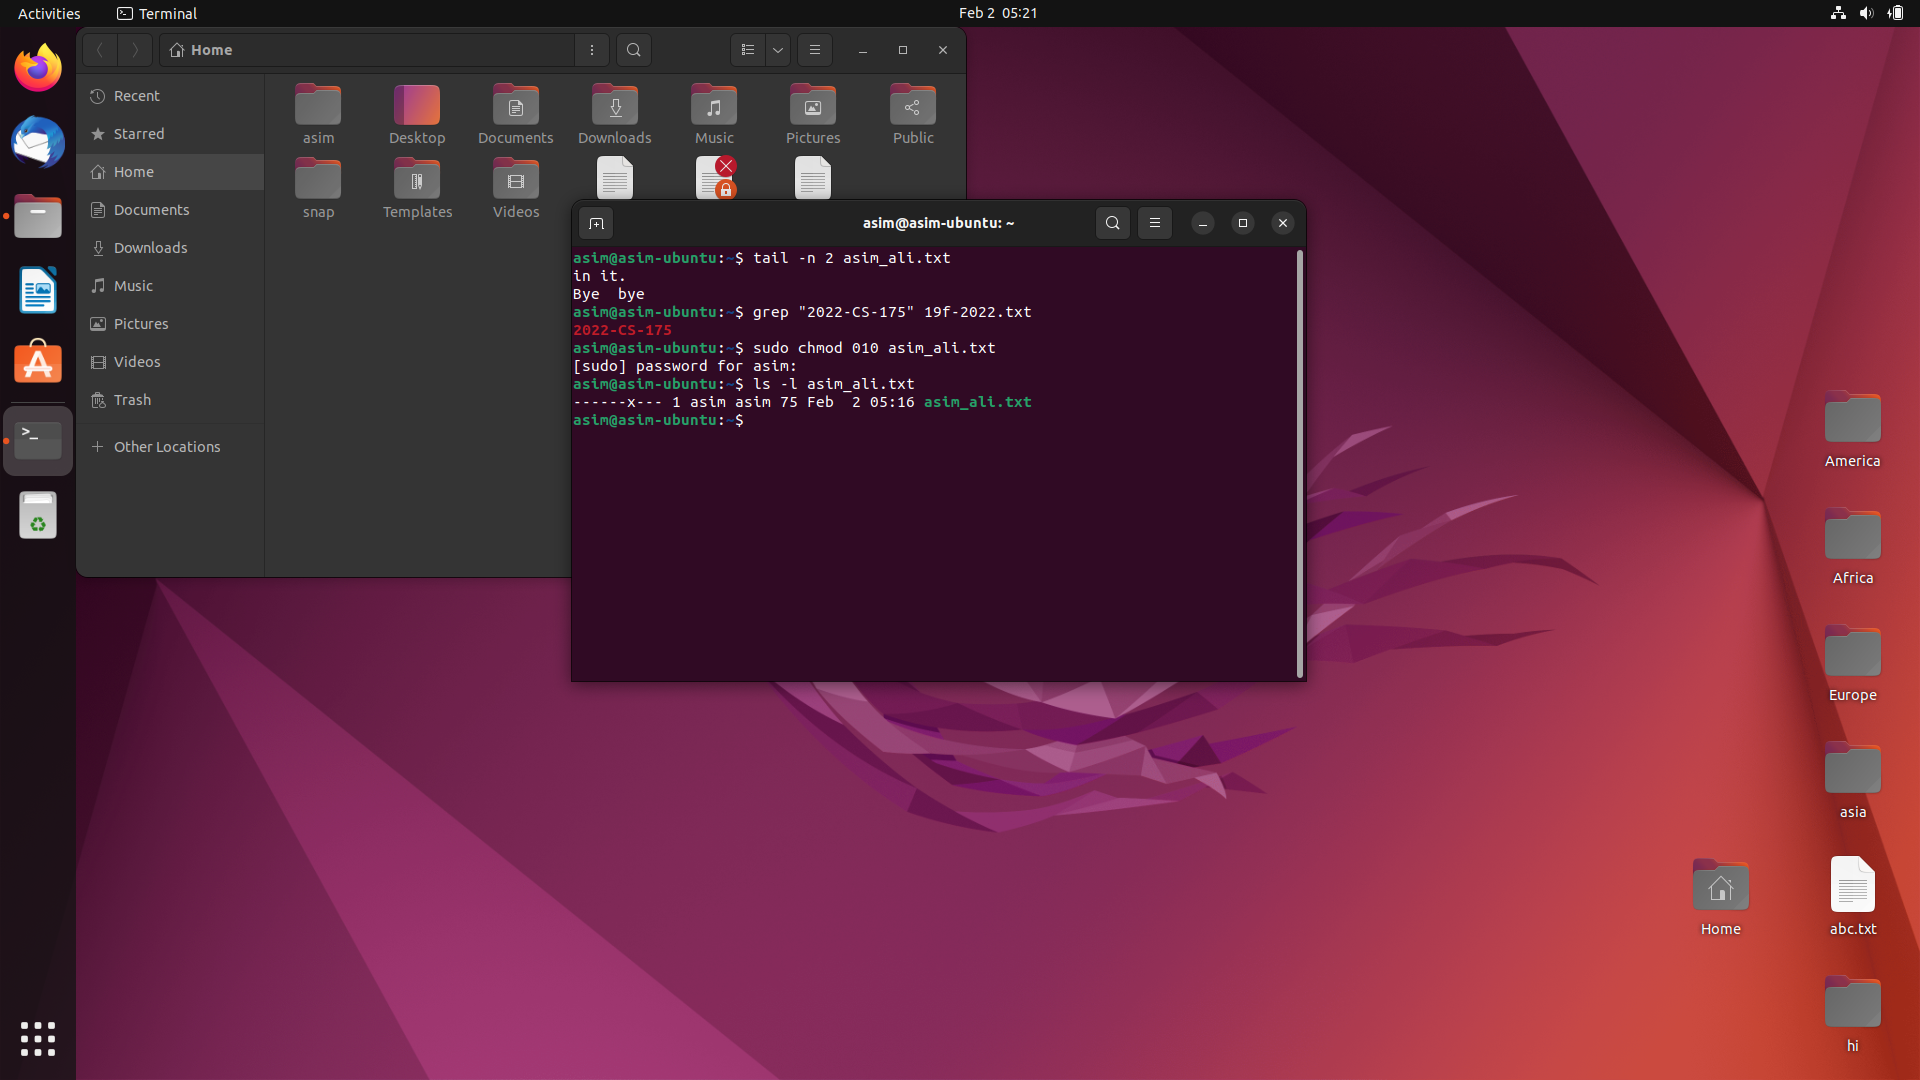 Activities
Terminal
Feb 2 05:21
Home
Recent
Starred
Home
Documents
Downloads
Music
Pictures
Videos
Trash
Other Locations
asim
Desktop
Documents
Downloads
Music
Pictures
Public
snap
Templates
Videos
asim@asim-ubuntu: ~
asim@asim-ubuntu:~$ tail -n 2 asim_ali.txt
in it.
Bye  bye
asim@asim-ubuntu:~$ grep "2022-CS-175" 19f-2022.txt
2022-CS-175
asim@asim-ubuntu:~$ sudo chmod 010 asim_ali.txt
[sudo] password for asim:
asim@asim-ubuntu:~$ ls -l asim_ali.txt
------x--- 1 asim asim 75 Feb  2 05:16 asim_ali.txt
asim@asim-ubuntu:~$
America
Africa
Europe
asia
Home
abc.txt
hi